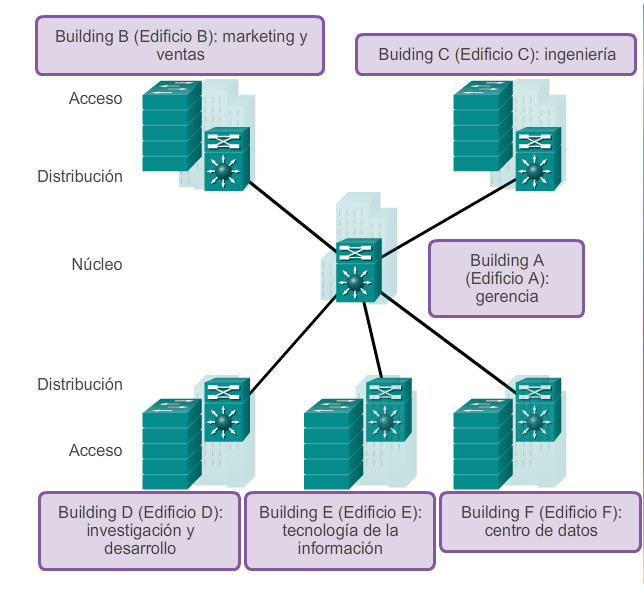 Building B (Edificio B): marketing y
ventas
Buiding C (Edificio C): ingeniería
Acceso
Distribución
Núcleo
Building A
(Edificio A):
gerencia
Distribución
Acceso
Building D (Edificio D):
investigación y
desarrollo
Building E (Edificio E):
tecnología de la
información
Building F (Edificio F):
centro de datos